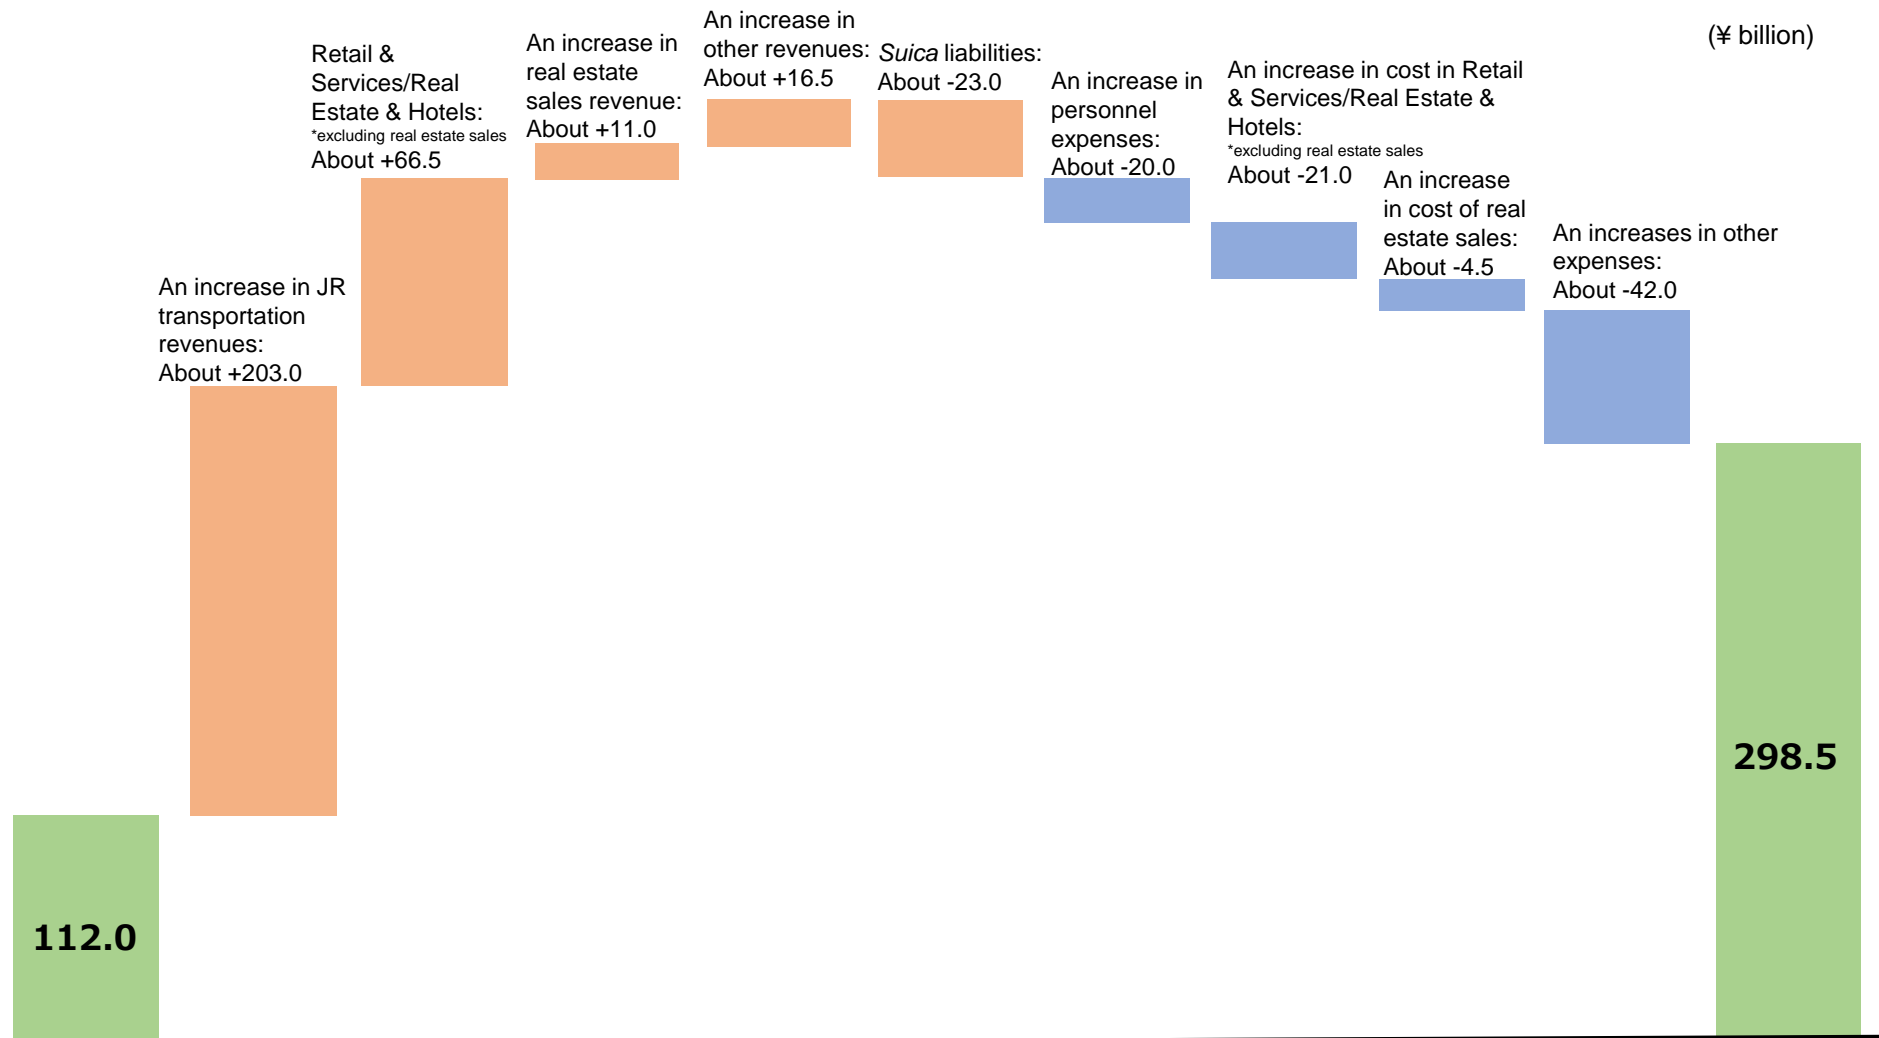 (¥ billion)
An increase in JR
transportation
revenues:
About +203.0
Retail &
Services/Real
Estate & Hotels:
*excluding real estate sales
About +66.5
An increase in
real estate
sales revenue:
About +11.0
An increase in
other revenues:
About +16.5
Suica liabilities:
About -23.0
An increase in
personnel
expenses:
About -20.0
An increase in cost in Retail
& Services/Real Estate &
Hotels:
*excluding real estate sales
About -21.0
An increase
in cost of real
estate sales:
About -4.5
An increases in other
expenses:
About -42.0
112.0
298.5